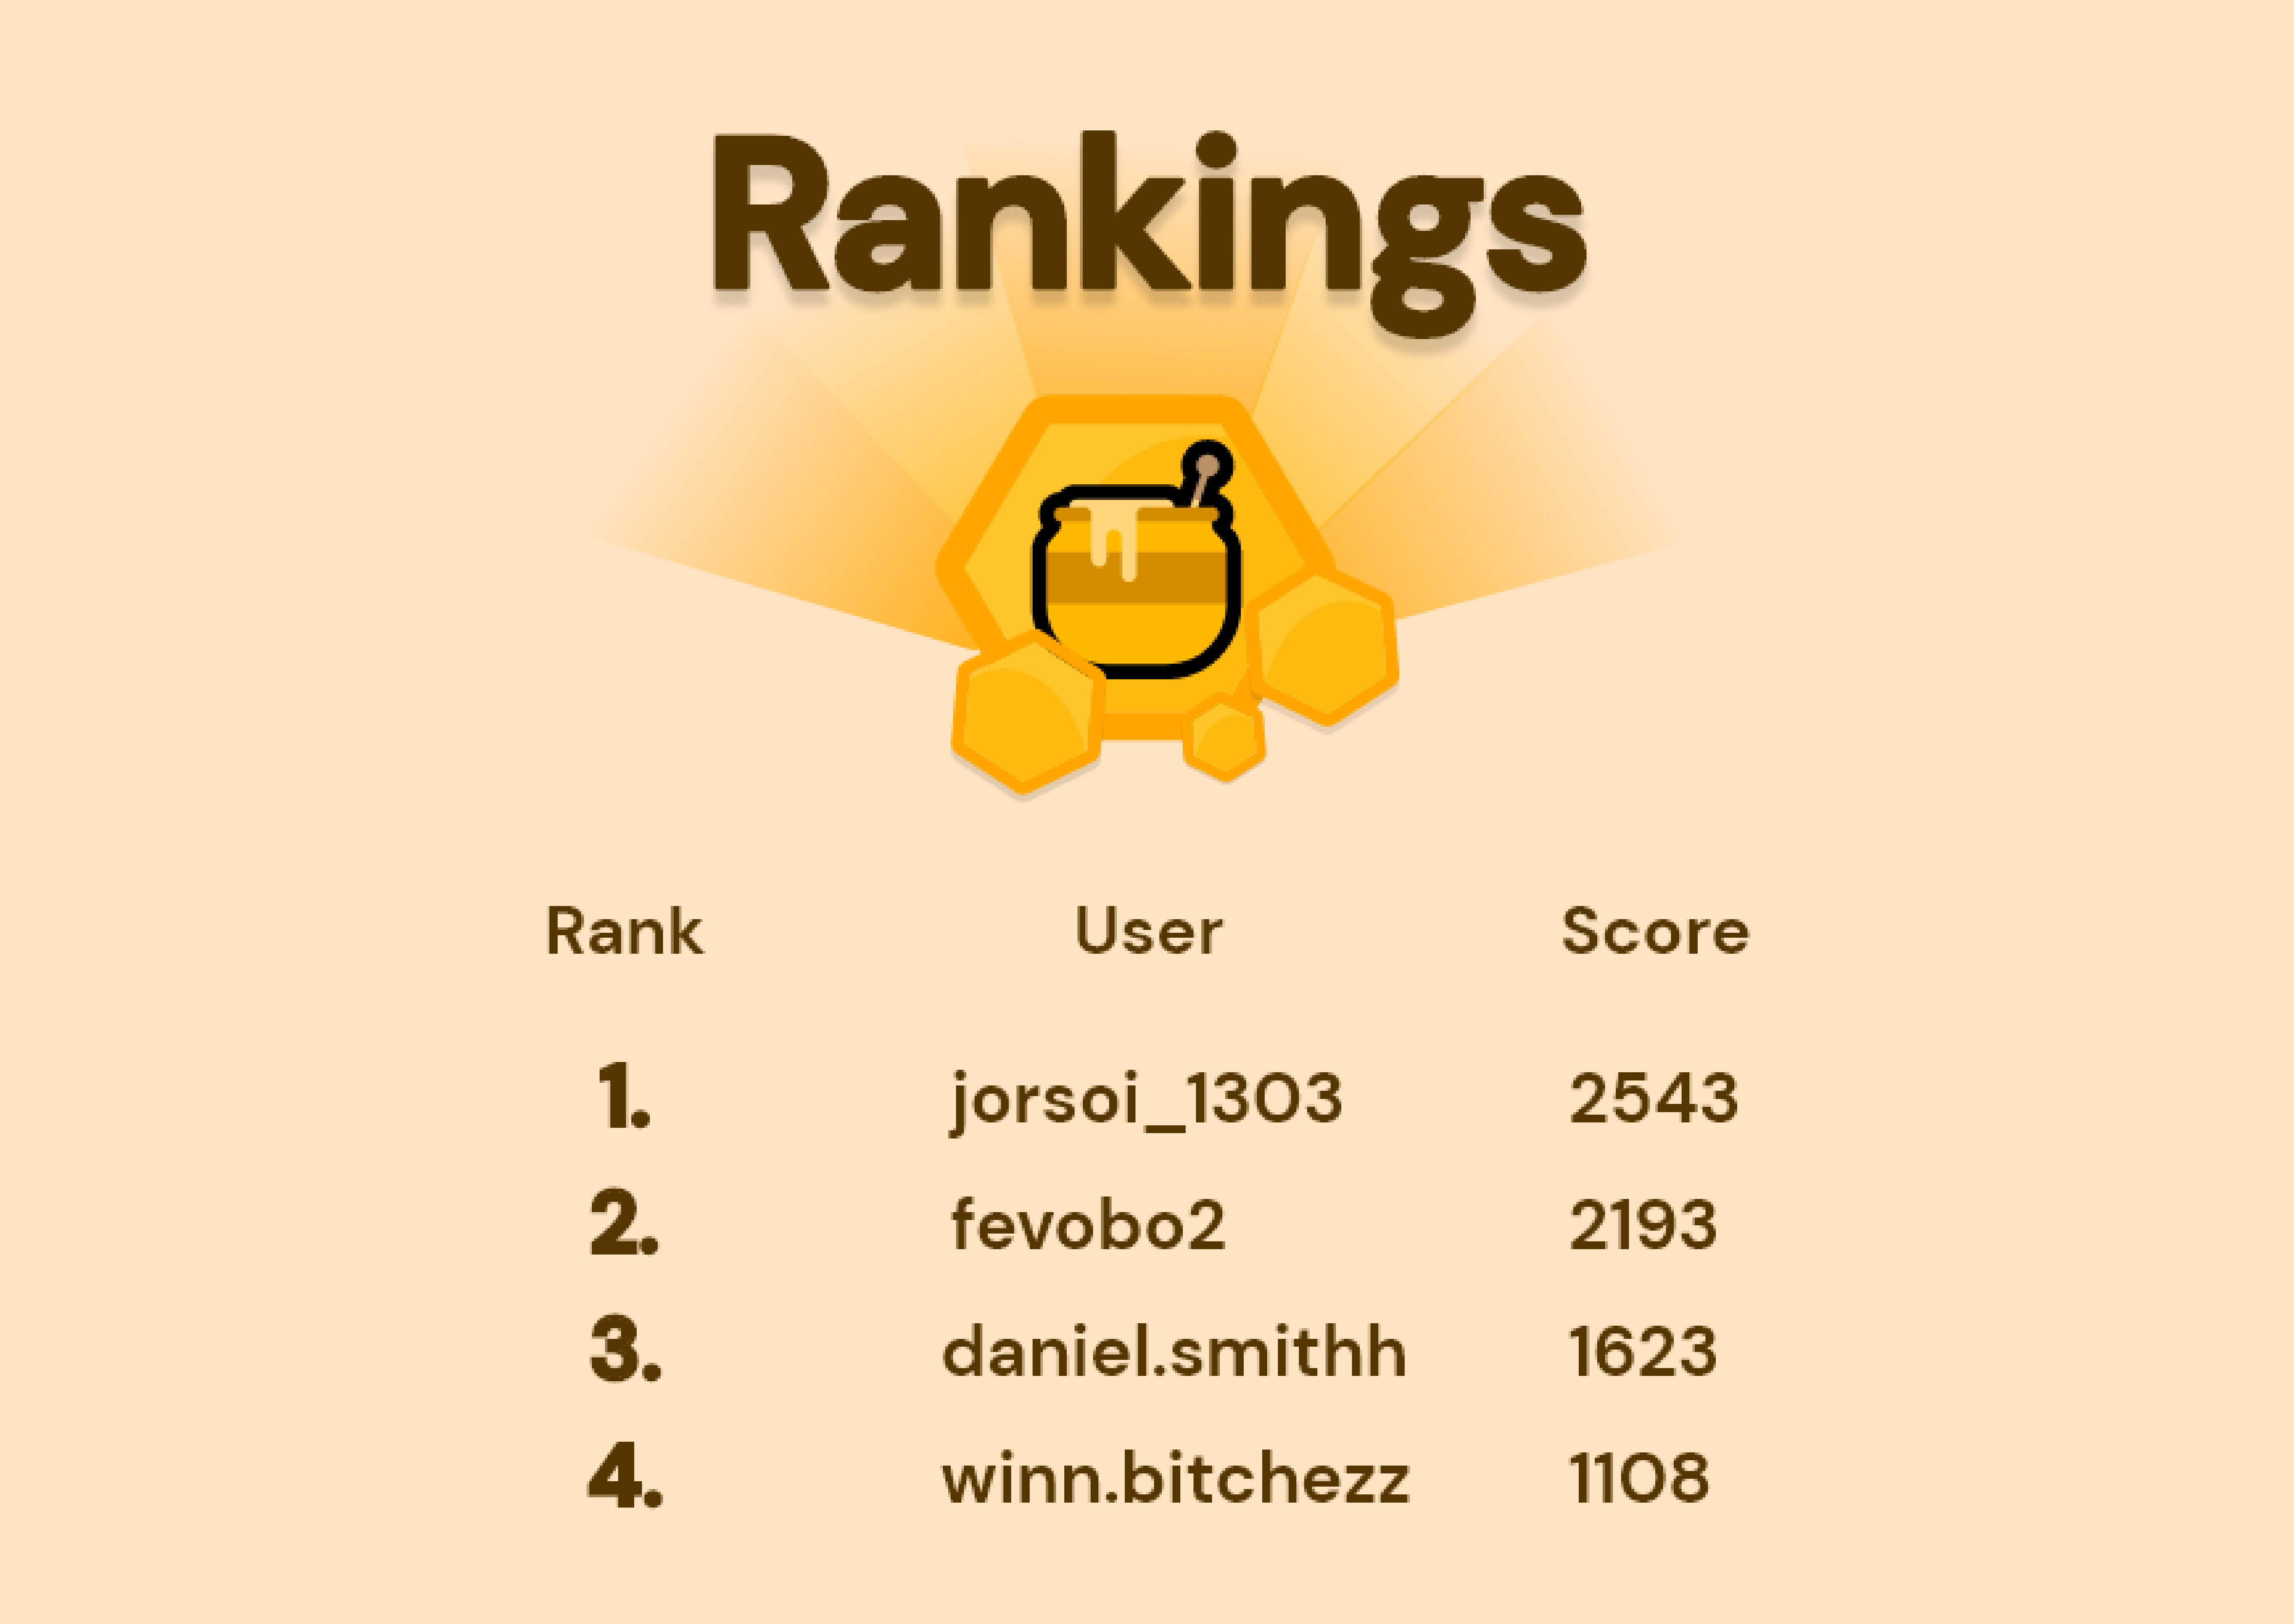 Rankings
Rank User Score
1. jorsoi_1303 2543
2. fevobo2 2193
3. daniel.smithh 1623
4. winn.bitchezz 1108